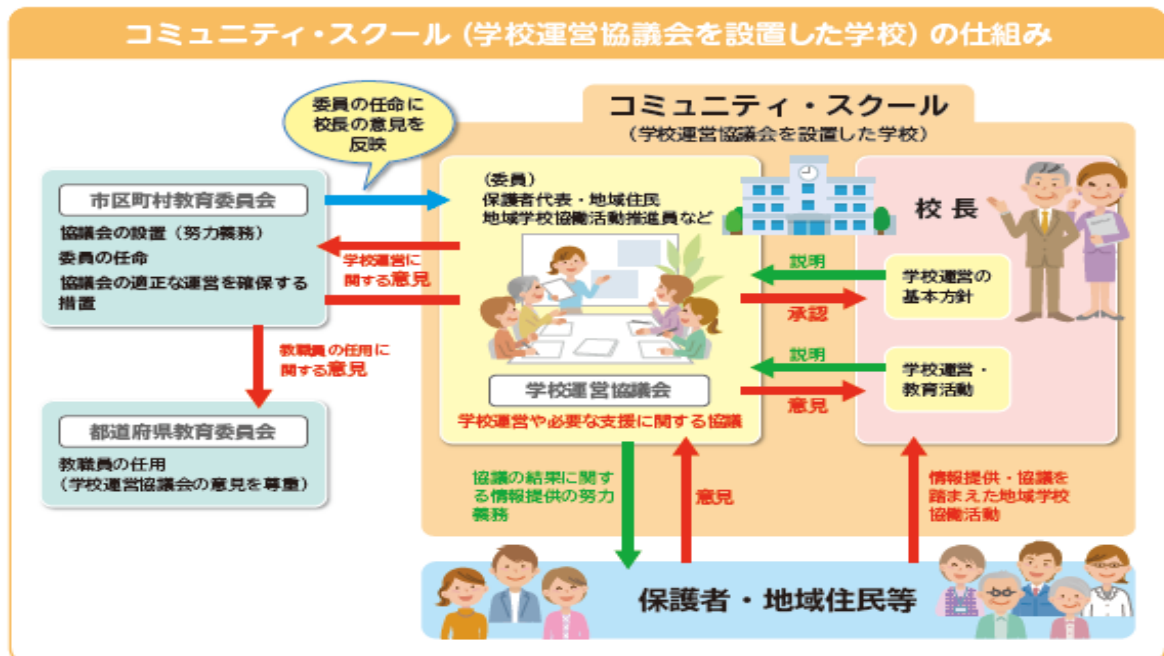 コミュニティ・スクール (学校運営協議会を設置した学校) の仕組み
委員の任命に
校長の意見を
反映
コミュニティ・スクール
(学校運営協議会を設置した学校)
市区町村教育委員会
協議会の設置 (努力義務)
委員の任命
協議会の適正な運営を確保する
措置
学校運営に
関する意見
教職員の任用に
関する意見
都道府県教育委員会
教職員の任用
(学校運営協議会の意見を尊重)
(委員)
保護者代表・地域住民
地域学校協働活動推進員など
学校運営協議会
学校運営や必要な支援に関する協議
説明
承認
説明
意見
校長
学校運営の
基本方針
学校運営・
教育活動
協議の結果に関す
る情報提供の努力
義務
意見
情報提供・協議を
踏まえた地域学校
協働活動
保護者・地域住民等